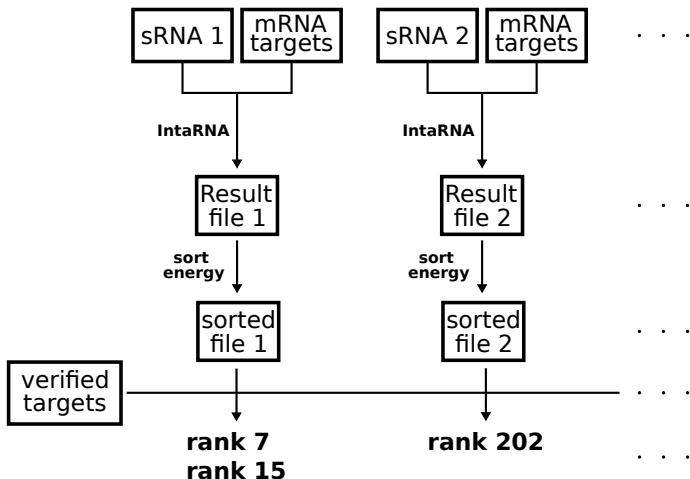 sRNA 1
mRNA
targets
sRNA 2
mRNA
targets
. . .
IntaRNA
IntaRNA
Result
file 1
Result
file 2
. . .
sort
energy
sort
energy
sorted
file 1
sorted
file 2
. . .
verified
targets
. . .
rank 7
rank 15
rank 202
. . .